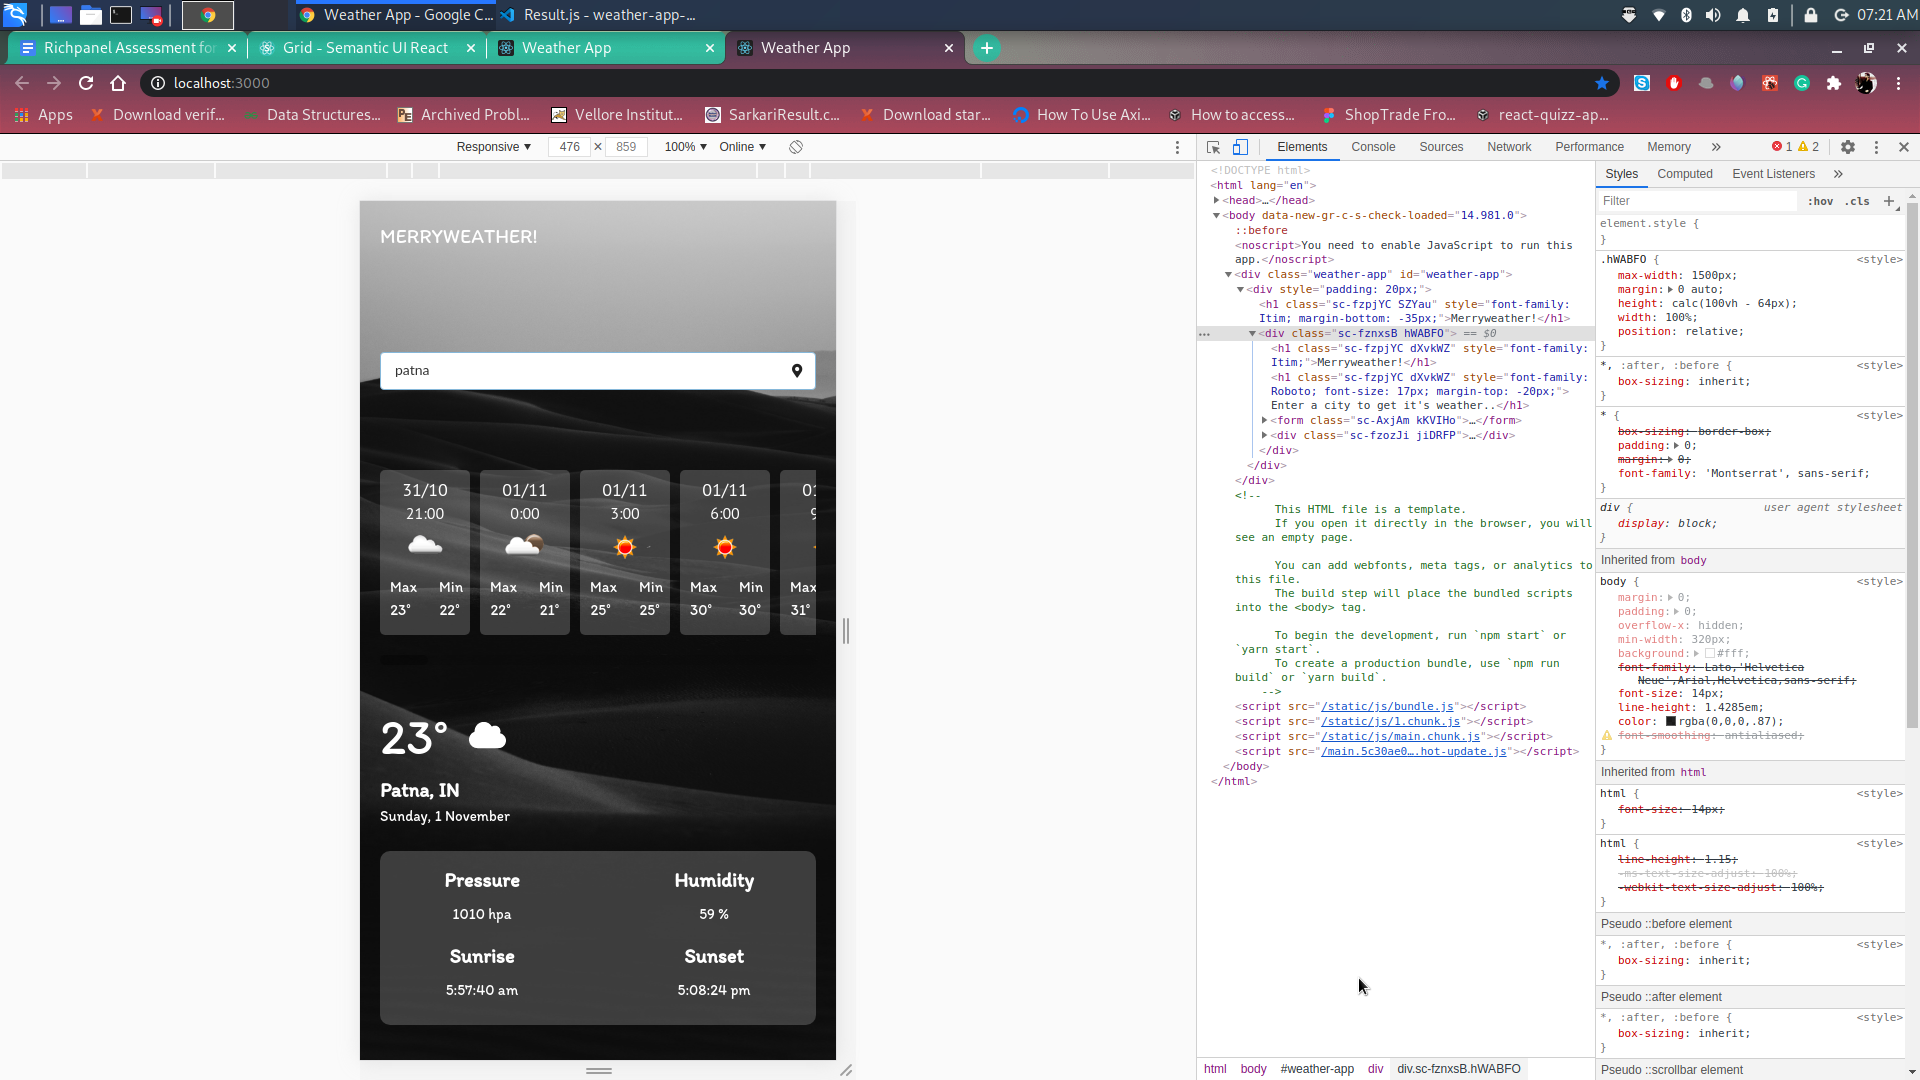 Weather App - Google C...
Result.js - weather-app-...
07:21 AM
Richpanel Assessment for
Grid - Semantic UI React
Weather App
Weather App
localhost:3000
Apps
Download verif...
Data Structures...
Archived Probl...
Vellore Institut...
SarkariResult.c...
Download star...
How To Use Axi...
How to access...
ShopTrade Fro...
react-quizz-ap...
Responsive ▼ 476 × 859 100% ▼ Online ▼
MERRYWEATHER!
patna
31/10 01/11 01/11 01/11
21:00 0:00 3:00 6:00
Max Min Max Min Max Min Max Min Max
23° 22° 22° 21° 25° 25° 30° 30° 31°
23°
Patna, IN
Sunday, 1 November
Pressure Humidity
1010 hpa 59 %
Sunrise Sunset
5:57:40 am 5:08:24 pm
Elements Console Sources Network Performance Memory » 1 2
<!DOCTYPE html>
<html lang="en">
<head>…</head>
<body data-new-gr-c-s-check-loaded="14.981.0">
::before
<noscript>You need to enable JavaScript to run this
app.</noscript>
<div class="weather-app" id="weather-app">
<div style="padding: 20px;">
<h1 class="sc-fzpjYC SZYau" style="font-family:
Itim; margin-bottom: -35px;">Merryweather!</h1>
<div class="sc-fznxsB hWABFO"> == $0
<h1 class="sc-fzpjYC dXvkWZ" style="font-family:
Itim;">Merryweather!</h1>
<h1 class="sc-fzpjYC dXvkWZ" style="font-family:
Roboto; font-size: 17px; margin-top: -20px;">
Enter a city to get it's weather..</h1>
<form class="sc-AxjAm kKVIHo">…</form>
<div class="sc-fzozJi jiDRFP">…</div>
</div>
</div>
</div>
<!--
This HTML file is a template.
If you open it directly in the browser, you will
see an empty page.
You can add webfonts, meta tags, or analytics to
this file.
The build step will place the bundled scripts
into the <body> tag.
To begin the development, run `npm start` or
`yarn start`.
To create a production bundle, use `npm run
build` or `yarn build`.
-->
<script src="/static/js/bundle.js"></script>
<script src="/static/js/1.chunk.js"></script>
<script src="/static/js/main.chunk.js"></script>
<script src="/main.5c30ae0….hot-update.js"></script>
</body>
</html>
html body #weather-app div div.sc-fznxsB.hWABFO
Styles Computed Event Listeners »
Filter :hov .cls +
element.style {
}
.hWABFO { <style>
max-width: 1500px;
margin: 0 auto;
height: calc(100vh - 64px);
width: 100%;
position: relative;
}
*, :after, :before { <style>
box-sizing: inherit;
}
* { <style>
box-sizing: border-box;
padding: 0;
margin: 0;
font-family: 'Montserrat', sans-serif;
}
div { user agent stylesheet
display: block;
}
Inherited from body
body { <style>
margin: 0;
padding: 0;
overflow-x: hidden;
min-width: 320px;
background: #fff;
font-family: Lato,'Helvetica
Neue',Arial,Helvetica,sans-serif;
font-size: 14px;
line-height: 1.4285em;
color: rgba(0,0,0,.87);
font-smoothing: antialiased;
}
Inherited from html
html { <style>
font-size: 14px;
}
html { <style>
line-height: 1.15;
-ms-text-size-adjust: 100%;
-webkit-text-size-adjust: 100%;
}
Pseudo ::before element
*, :after, :before { <style>
box-sizing: inherit;
}
Pseudo ::after element
*, :after, :before { <style>
box-sizing: inherit;
}
Pseudo ::scrollbar element